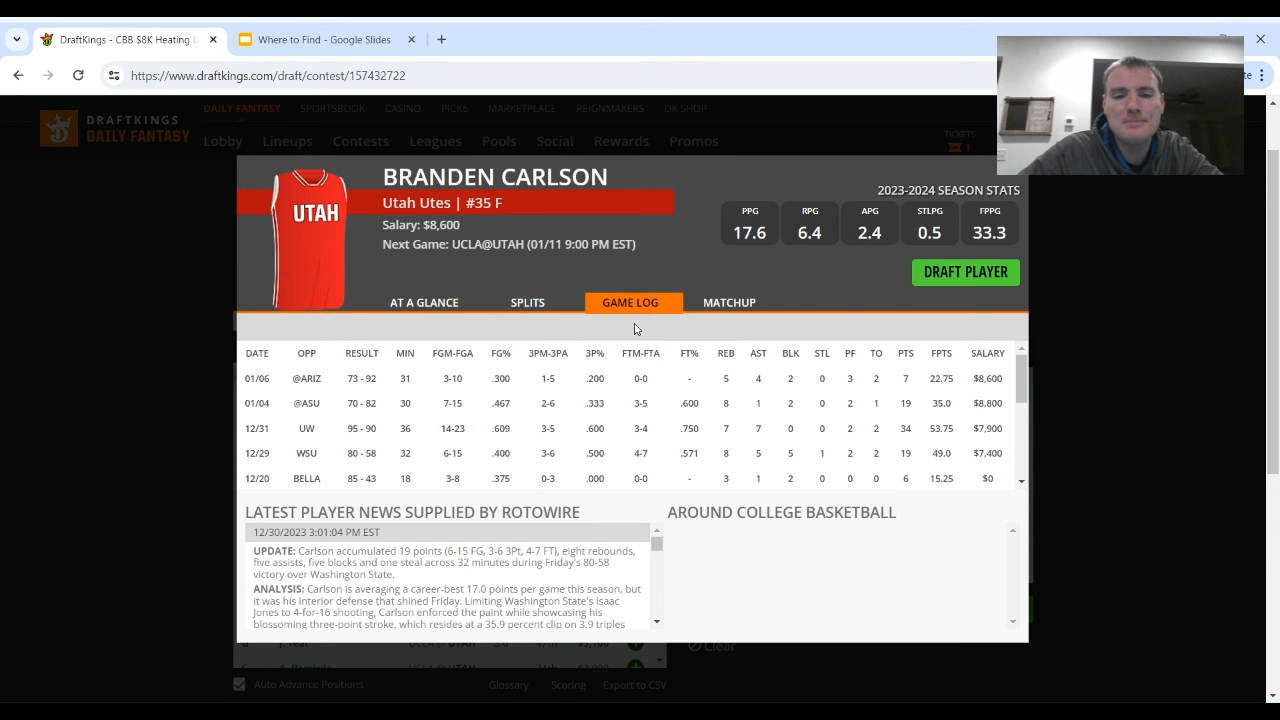 DraftKings - CBB $8K Heating U
Where to Find - Google Slides
https://www.draftkings.com/draft/contest/157432722
DAILY FANTASY SPORTSBOOK CASINO PICK6 MARKETPLACE REIGNMAKERS DK SHOP
DRAFTKINGS
DAILY FANTASY
Lobby Lineups Contests Leagues Pools Social Rewards Promos
TICKETS
1
UTAH
BRANDEN CARLSON
Utah Utes | #35 F
Salary: $8,600
Next Game: UCLA@UTAH (01/11 9:00 PM EST)
2023-2024 SEASON STATS
PPG RPG APG STLPG FPPG
17.6 6.4 2.4 0.5 33.3
DRAFT PLAYER
AT A GLANCE SPLITS GAME LOG MATCHUP
DATE OPP RESULT MIN FGM-FGA FG% 3PM-3PA 3P% FTM-FTA FT% REB AST BLK STL PF TO PTS FPTS SALARY
01/06 @ARIZ 73 - 92 31 3-10 .300 1-5 .200 0-0 - 5 4 2 0 3 2 7 22.75 $8,600
01/04 @ASU 70 - 82 30 7-15 .467 2-6 .333 3-5 .600 8 1 2 0 2 1 19 35.0 $8,800
12/31 UW 95 - 90 36 14-23 .609 3-5 .600 3-4 .750 7 7 0 0 2 2 34 53.75 $7,900
12/29 WSU 80 - 58 32 6-15 .400 3-6 .500 4-7 .571 8 5 5 1 2 2 19 49.0 $7,400
12/20 BELLA 85 - 43 18 3-8 .375 0-3 .000 0-0 - 3 1 2 0 0 0 6 15.25 $0
LATEST PLAYER NEWS SUPPLIED BY ROTOWIRE
12/30/2023 3:01:04 PM EST
UPDATE: Carlson accumulated 19 points (6-15 FG, 3-6 3Pt, 4-7 FT), eight rebounds,
five assists, five blocks and one steal across 32 minutes during Friday's 80-58
victory over Washington State.
ANALYSIS: Carlson is averaging a career-best 17.0 points per game this season, but
it was his interior defense that shined Friday. Limiting Washington State's Isaac
Jones to 4-for-16 shooting, Carlson enforced the paint while showcasing his
blossoming three-point stroke, which resides at a 35.9 percent clip on 3.9 triples
AROUND COLLEGE BASKETBALL
Clear
Auto Advance Positions Glossary Scoring Export to CSV